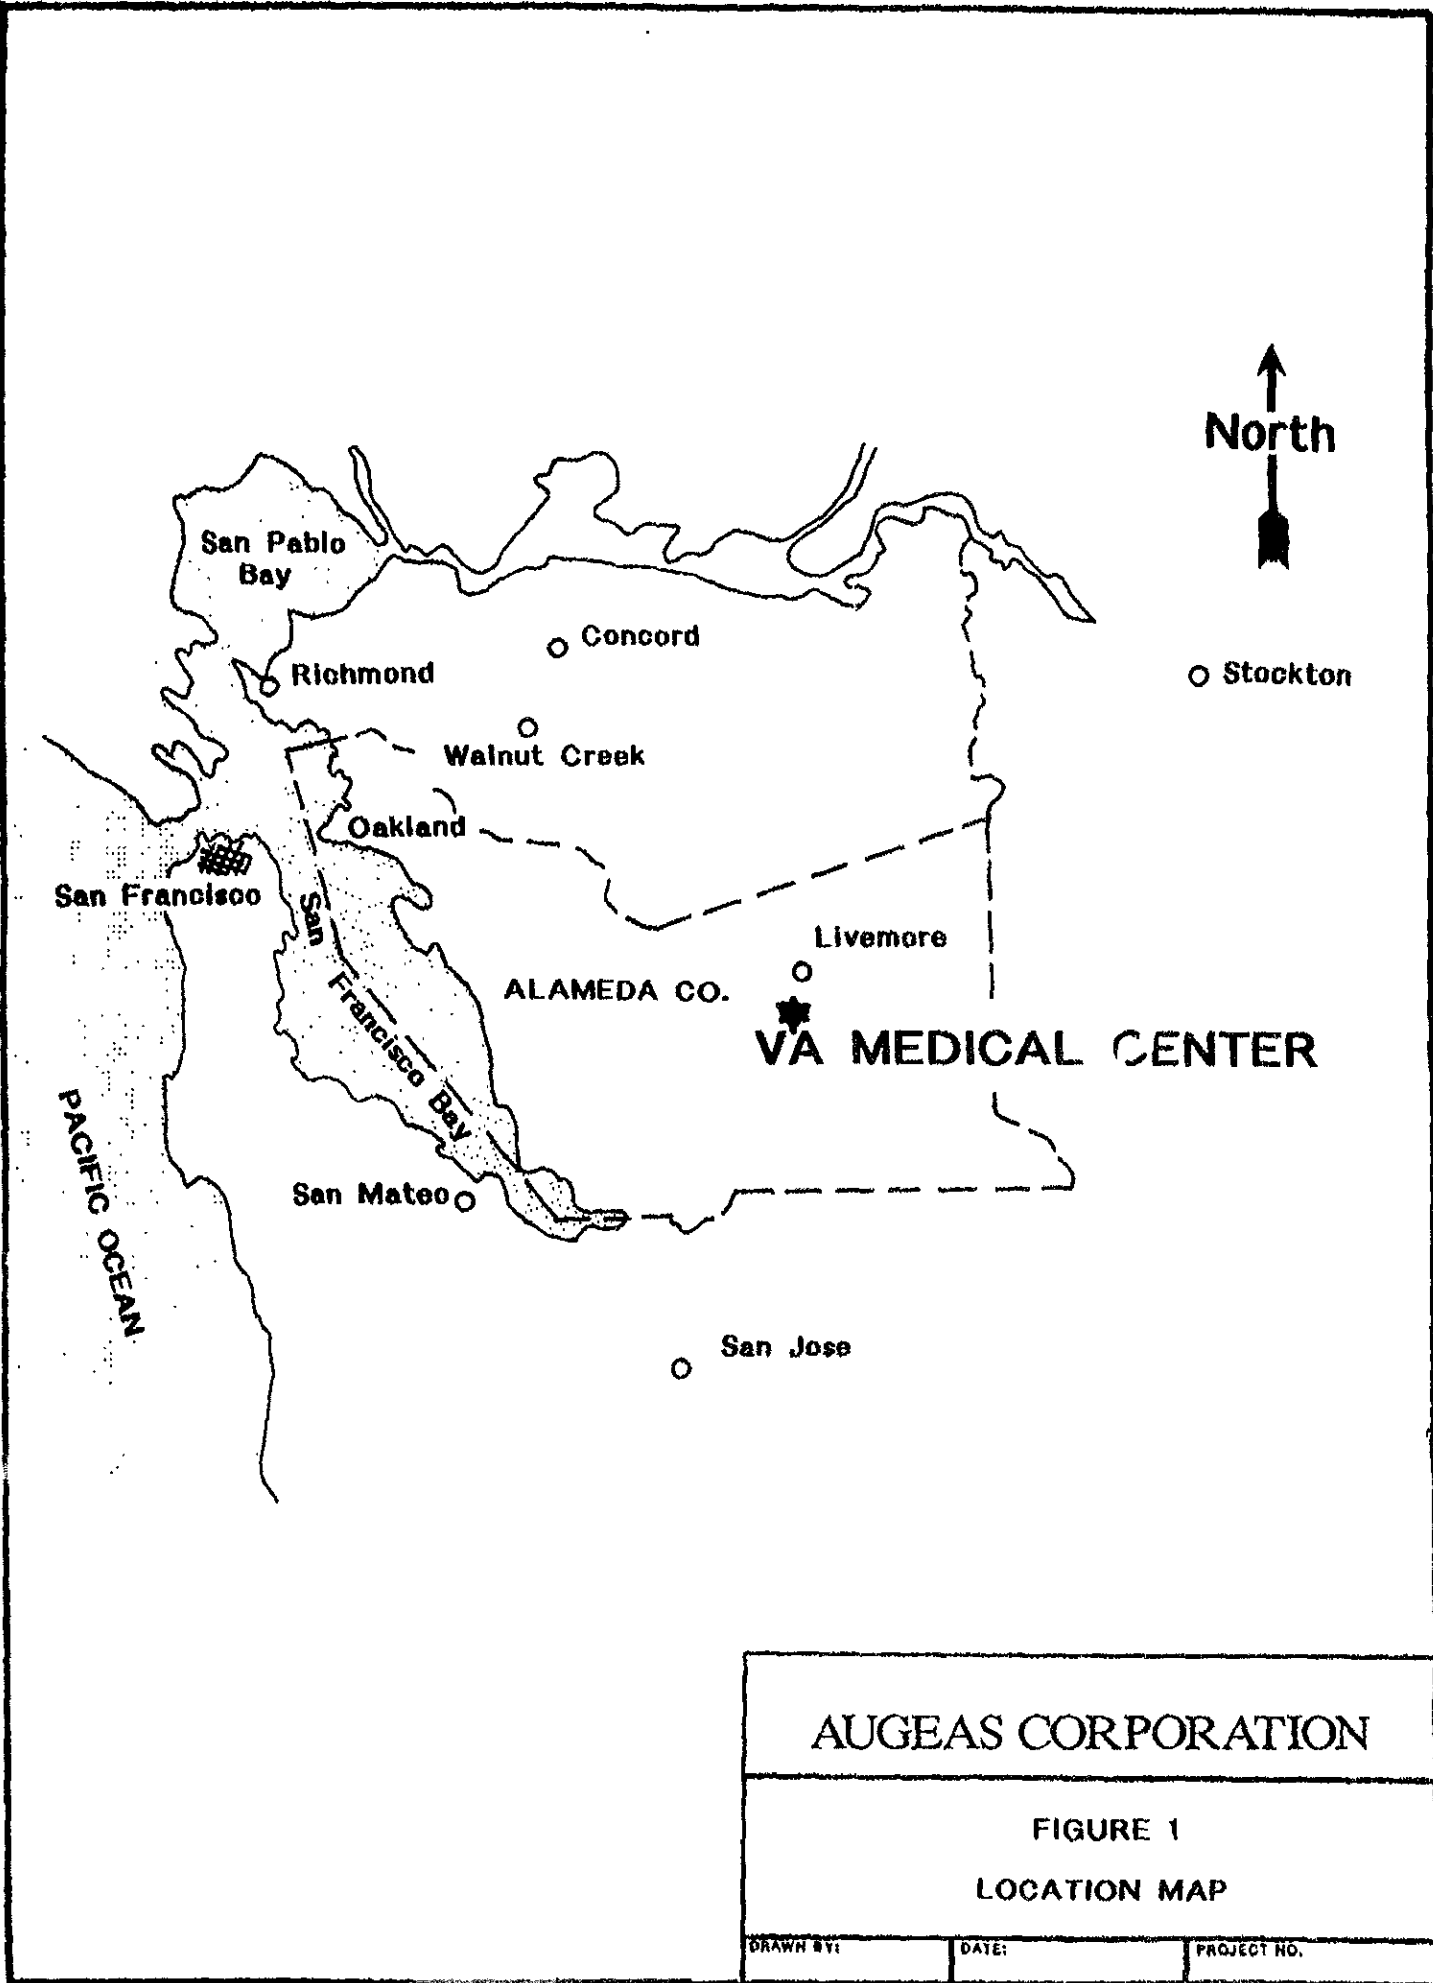 North
San Pablo
Bay
Concord
Richmond
Stockton
Walnut Creek
Oakland
San Francisco
San Francisco Bay
Livemore
ALAMEDA CO.
VA MEDICAL CENTER
PACIFIC OCEAN
San Mateo
San Jose
AUGEAS CORPORATION
FIGURE 1
LOCATION MAP
DRAWN BY:
DATE:
PROJECT NO.